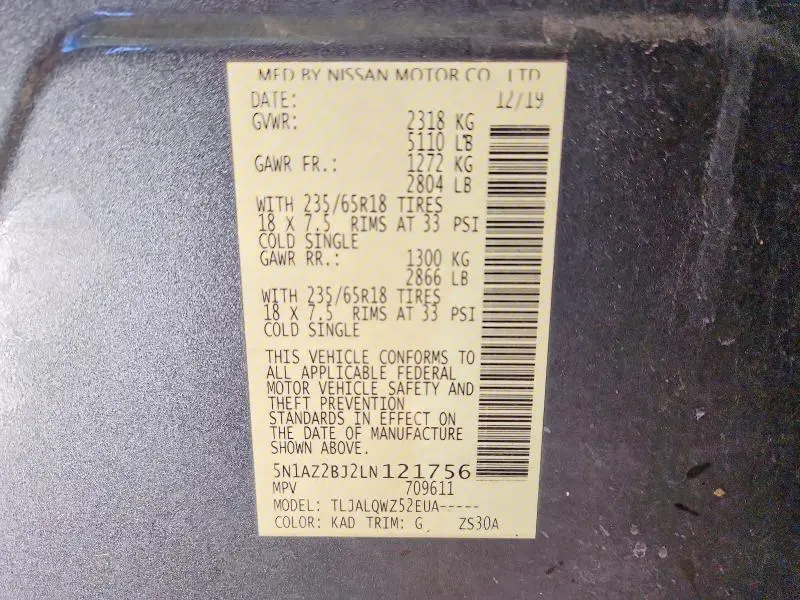 MFD BY NISSAN MOTOR CO LTD
DATE: 12/19
GVWR: 2318 KG
5110 LB
GAWR FR.: 1272 KG
2804 LB
WITH 235/65R18 TIRES
18 X 7.5 RIMS AT 33 PSI
COLD SINGLE
GAWR RR.: 1300 KG
2866 LB
WITH 235/65R18 TIRES
18 X 7.5 RIMS AT 33 PSI
COLD SINGLE
THIS VEHICLE CONFORMS TO
ALL APPLICABLE FEDERAL
MOTOR VEHICLE SAFETY AND
THEFT PREVENTION
STANDARDS IN EFFECT ON
THE DATE OF MANUFACTURE
SHOWN ABOVE.
5N1AZ2BJ2LN121756
MPV 709611
MODEL: TLJALQWZ52EUA-----
COLOR: KAD TRIM: G ZS30A